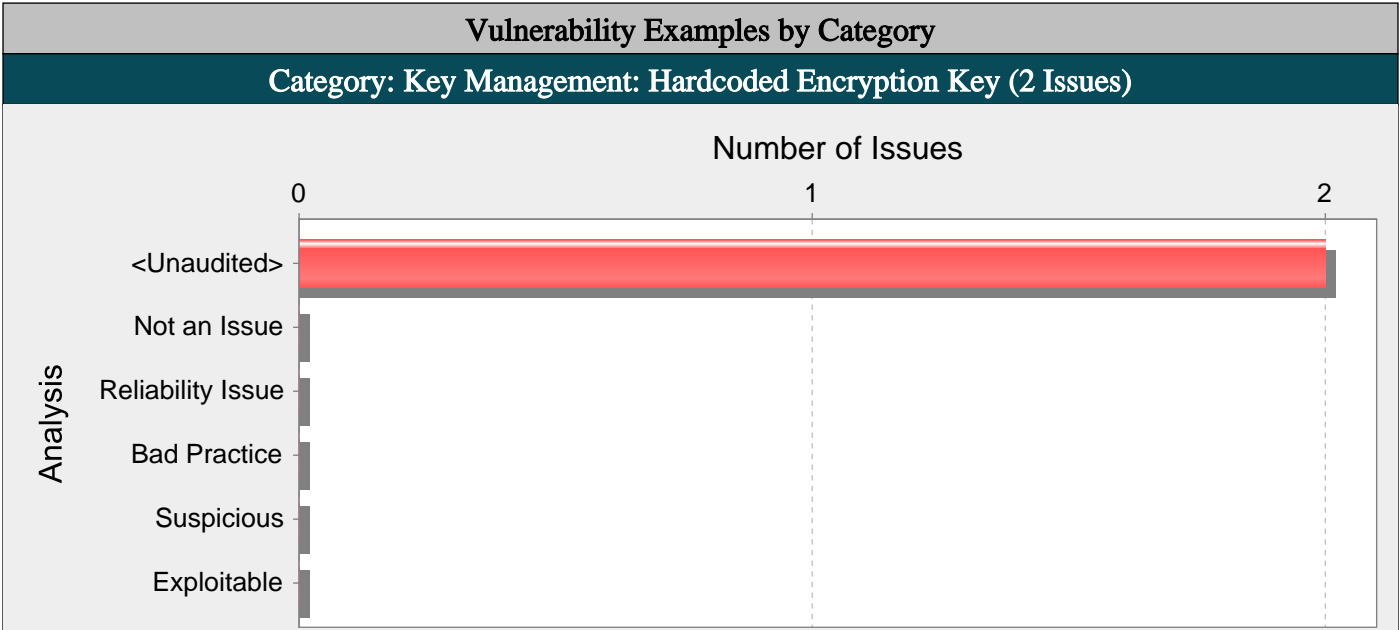 Vulnerability Examples by Category
Category: Key Management: Hardcoded Encryption Key (2 Issues)
Number of Issues
0 1 2
<Unaudited>
Not an Issue
Reliability Issue
Bad Practice
Suspicious
Exploitable
Analysis